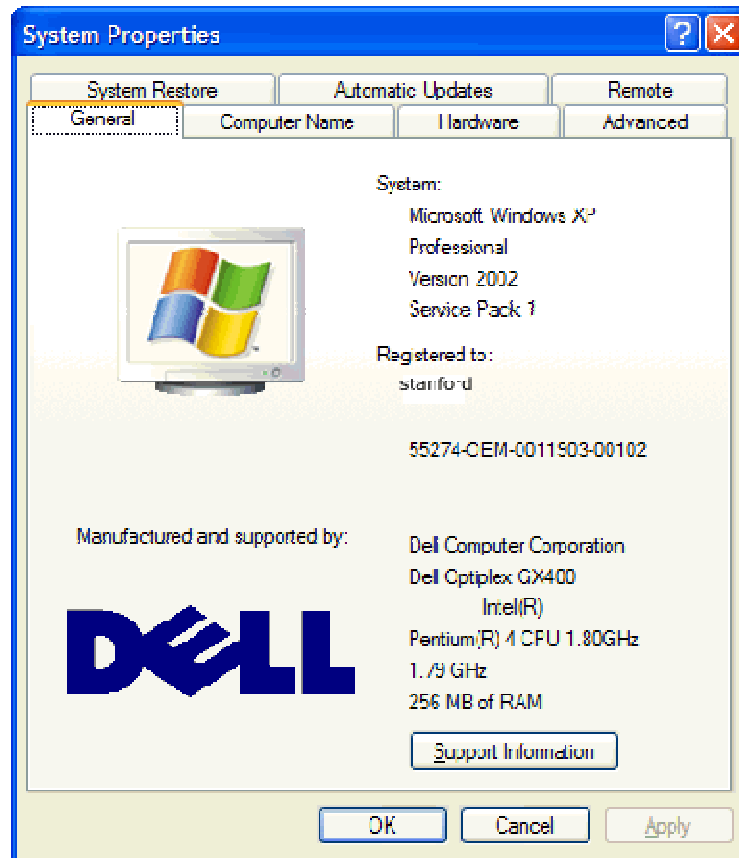 System Properties
System Restore
Automatic Updates
Remote
General
Computer Name
Hardware
Advanced
System:
Microsoft Windows XP
Professional
Version 2002
Service Pack 1
Registered to:
stanford
55274-OEM-0011903-00102
Manufactured and supported by:
DELL
Dell Computer Corporation
Dell Optiplex GX400
Intel(R)
Pentium(R) 4 CPU 1.80GHz
1.79 GHz
256 MB of RAM
Support Information
OK
Cancel
Apply